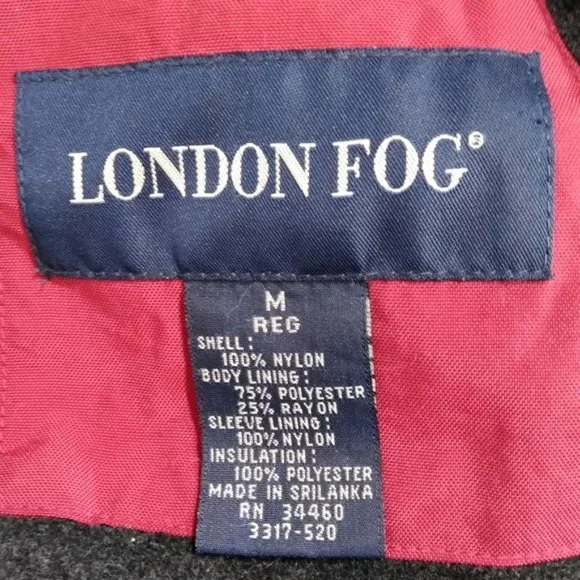 LONDON FOG®
M
REG
SHELL:
100% NYLON
BODY LINING:
75% POLYESTER
25% RAYON
SLEEVE LINING:
100% NYLON
INSULATION:
100% POLYESTER
MADE IN SRILANKA
RN 34460
3317-520